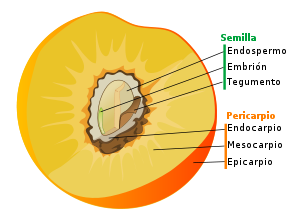 Semilla
Endospermo
Embrión
Tegumento
Pericarpio
Endocarpio
Mesocarpio
Epicarpio